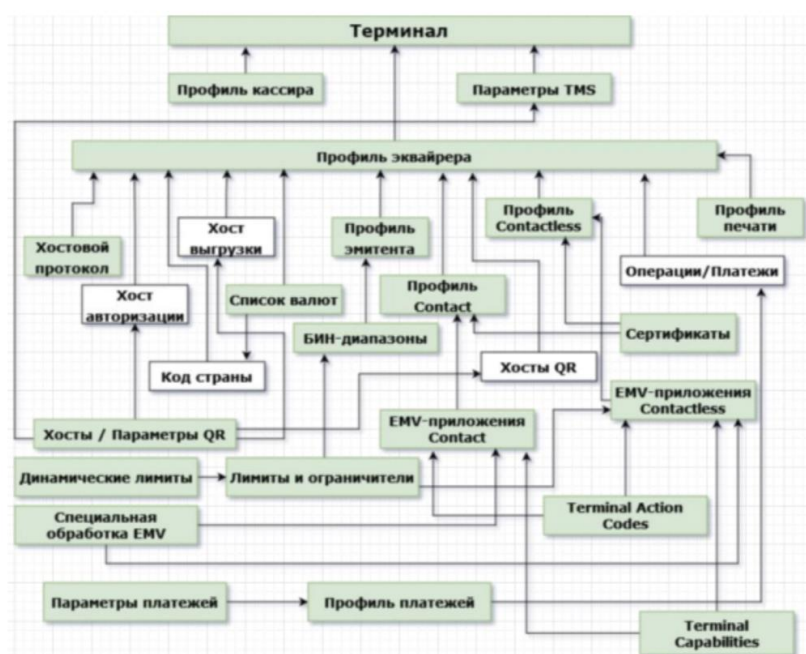 Терминал
Профиль кассира
Параметры TMS
Профиль эквайрера
Хостовой
протокол
Хост
выгрузки
Профиль
эмитента
Профиль
Contactless
Профиль
печати
Хост
авторизации
Список валют
Профиль
Contact
Операции/Платежи
БИН-диапазоны
Сертификаты
Код страны
Хосты QR
EMV-приложения
Contactless
Хосты / Параметры QR
EMV-приложения
Contact
Динамические лимиты
Лимиты и ограничители
Специальная
обработка EMV
Terminal Action
Codes
Параметры платежей
Профиль платежей
Terminal
Capabilities